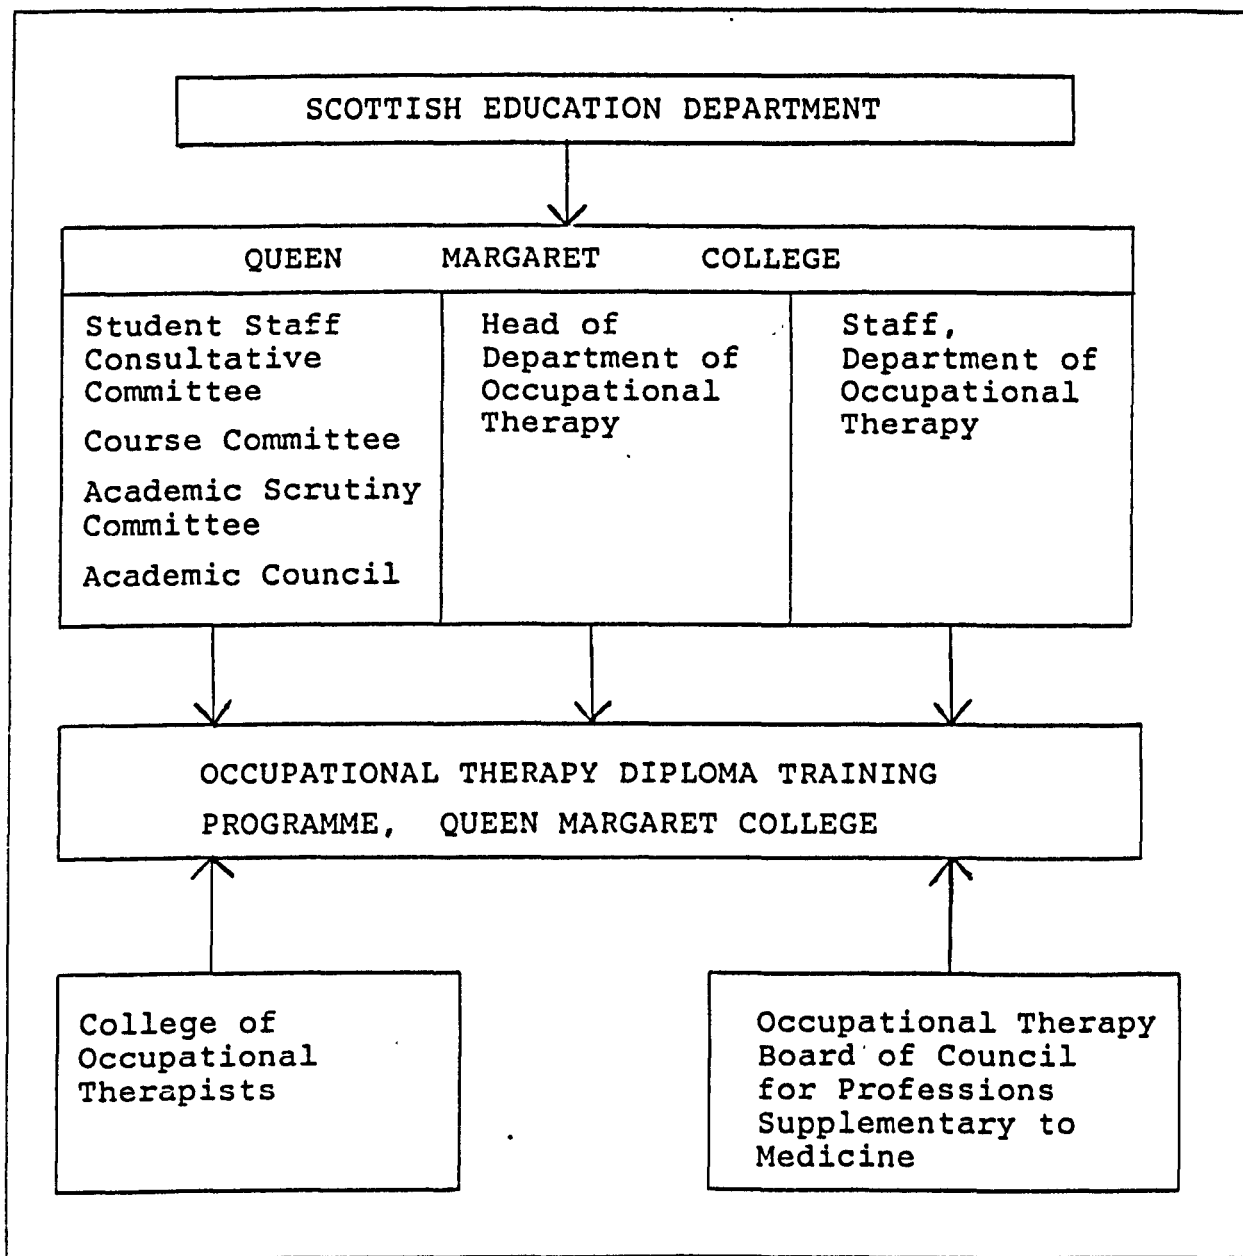 SCOTTISH EDUCATION DEPARTMENT
QUEEN MARGARET COLLEGE
Student Staff
Consultative
Committee
Course Committee
Academic Scrutiny
Committee
Academic Council
Head of
Department of
Occupational
Therapy
Staff,
Department of
Occupational
Therapy
OCCUPATIONAL THERAPY DIPLOMA TRAINING
PROGRAMME, QUEEN MARGARET COLLEGE
College of
Occupational
Therapists
Occupational Therapy
Board of Council
for Professions
Supplementary to
Medicine